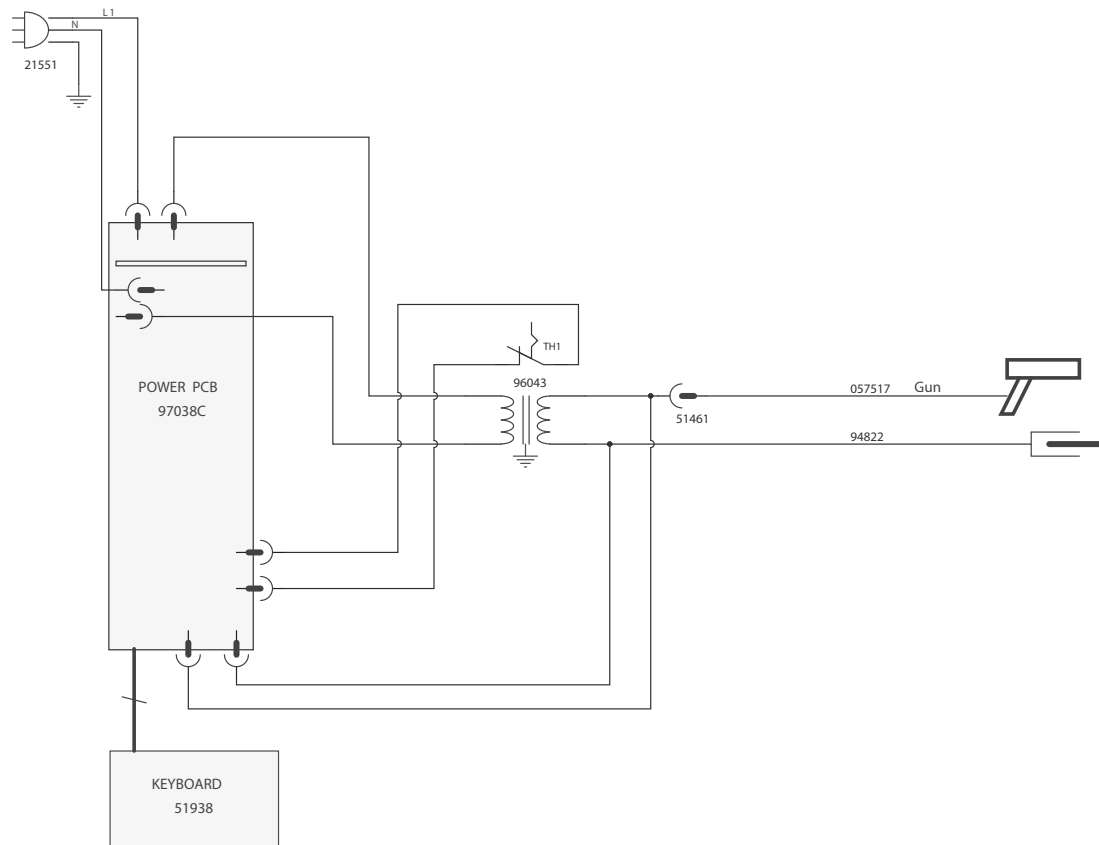 L1
N
21551
TH1
POWER PCB
97038C
96043
057517 Gun
51461
94822
KEYBOARD
51938